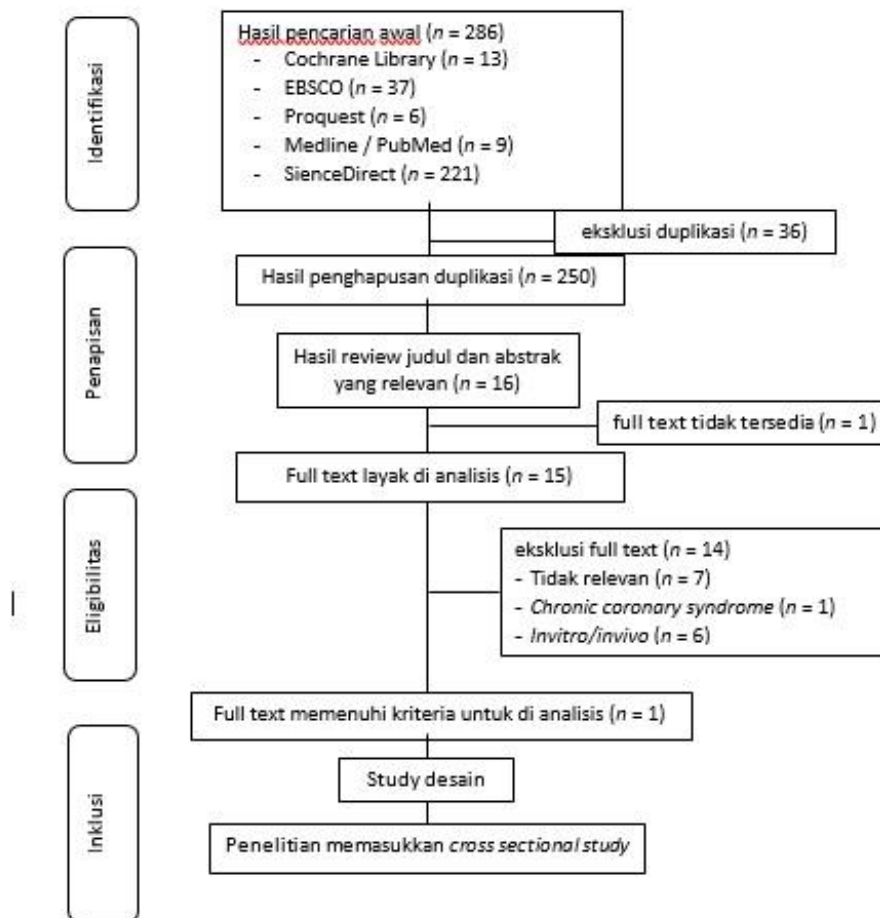 Identifikasi
Hasil pencarian awal (n = 286)
- Cochrane Library (n = 13)
- EBSCO (n = 37)
- Proquest (n = 6)
- Medline / PubMed (n = 9)
- SienceDirect (n = 221)
eksklusi duplikasi (n = 36)
Penapisan
Hasil penghapusan duplikasi (n = 250)
Hasil review judul dan abstrak
yang relevan (n = 16)
full text tidak tersedia (n = 1)
Full text layak di analisis (n = 15)
Eligibilitas
eksklusi full text (n = 14)
- Tidak relevan (n = 7)
- Chronic coronary syndrome (n = 1)
- Invitro/invivo (n = 6)
Full text memenuhi kriteria untuk di analisis (n = 1)
Inklusi
Study desain
Penelitian memasukkan cross sectional study